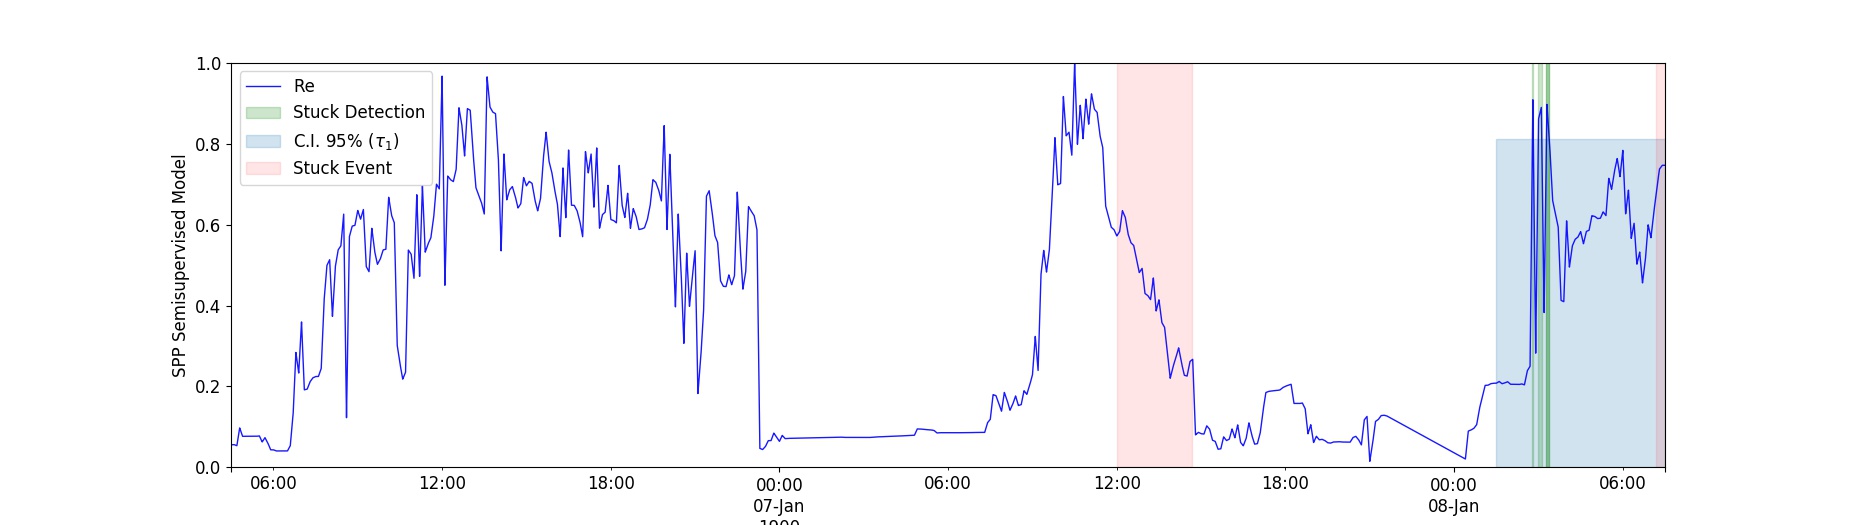 1.0
0.8
0.6
0.4
0.2
0.0
SPP Semisupervised Model
Re
Stuck Detection
C.I. 95% (τ₁)
Stuck Event
06:00 12:00 18:00 00:00 06:00 12:00 18:00 00:00 06:00
07-Jan 08-Jan
1900